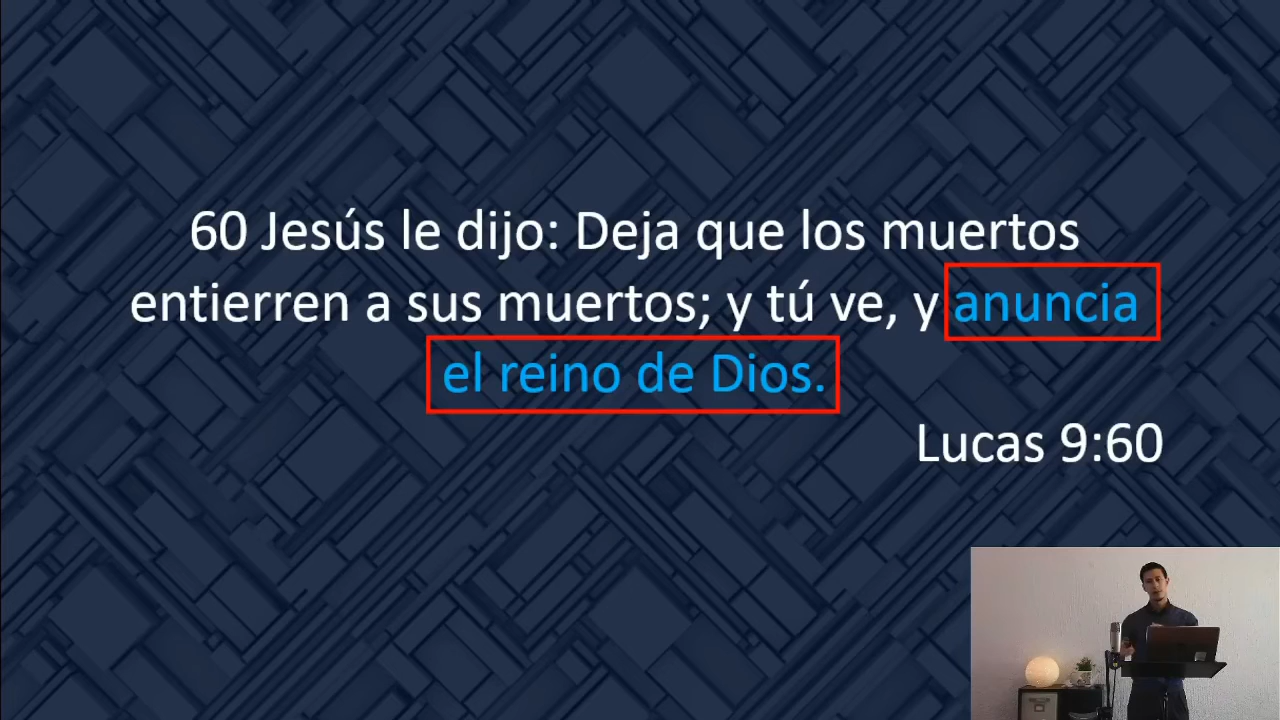 60 Jesús le dijo: Deja que los muertos
entierren a sus muertos; y tú ve, y anuncia
el reino de Dios.
Lucas 9:60